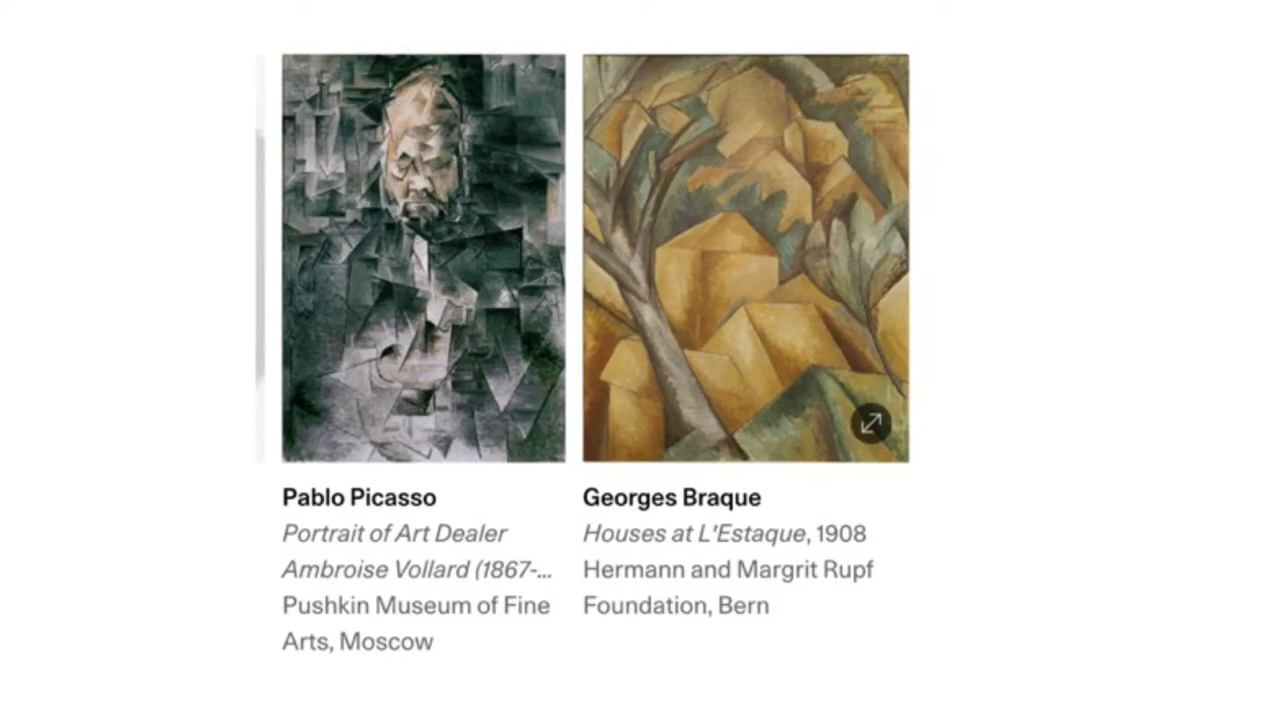 Pablo Picasso
Portrait of Art Dealer
Ambroise Vollard (1867-...
Pushkin Museum of Fine
Arts, Moscow
Georges Braque
Houses at L'Estaque, 1908
Hermann and Margrit Rupf
Foundation, Bern